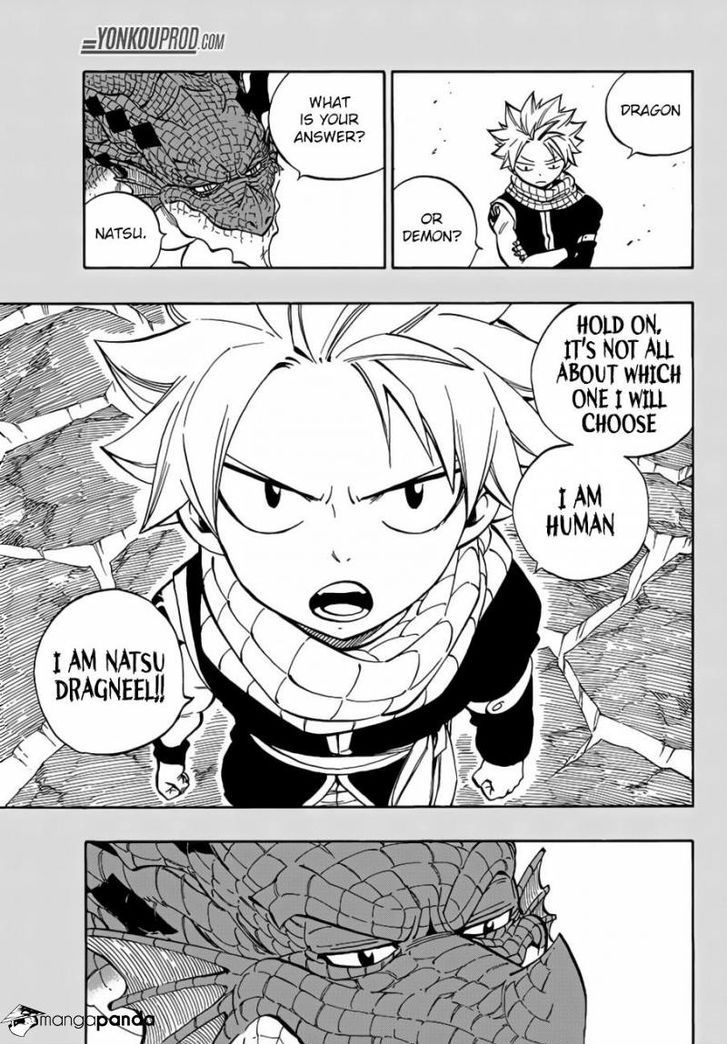 YONKOUPROD.COM
DRAGON
OR
DEMON?
WHAT
IS YOUR
ANSWER?
NATSU.
HOLD ON,
IT'S NOT ALL
ABOUT WHICH
ONE I WILL
CHOOSE
I AM
HUMAN
I AM NATSU
DRAGNEEL!!
mangapanda